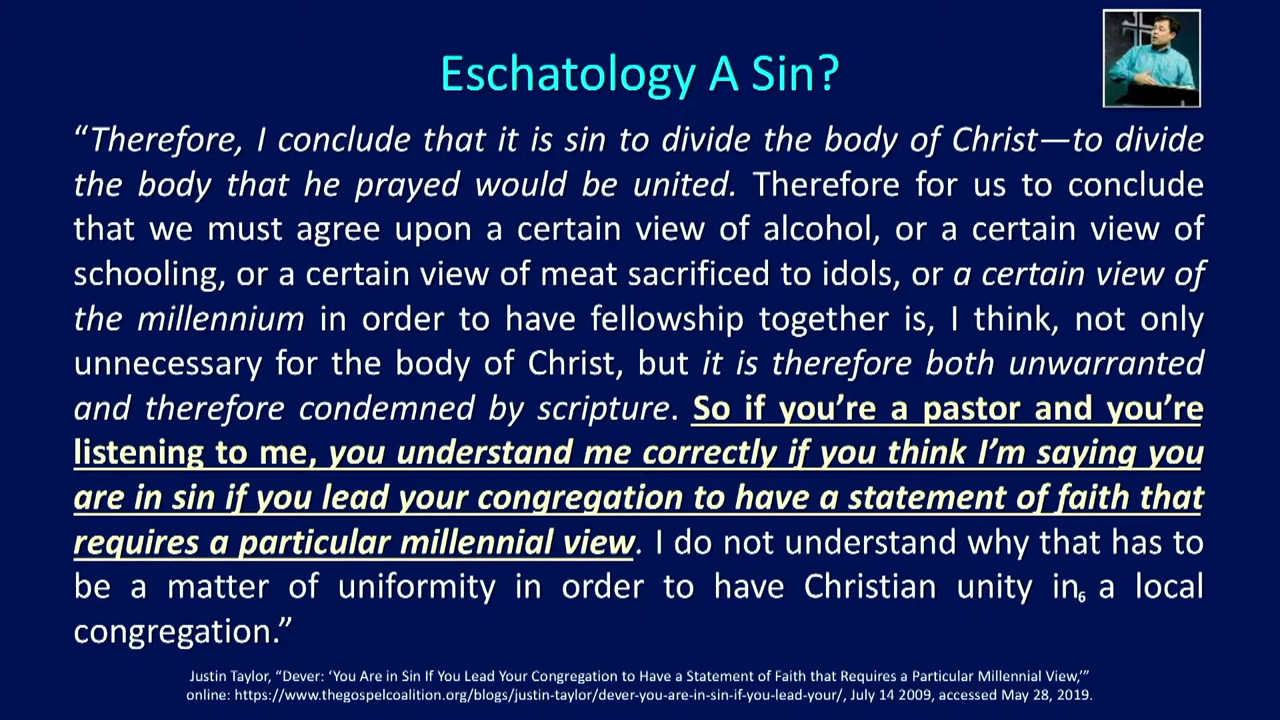 Eschatology A Sin?
“Therefore, I conclude that it is sin to divide the body of Christ—to divide
the body that he prayed would be united. Therefore for us to conclude
that we must agree upon a certain view of alcohol, or a certain view of
schooling, or a certain view of meat sacrificed to idols, or a certain view of
the millennium in order to have fellowship together is, I think, not only
unnecessary for the body of Christ, but it is therefore both unwarranted
and therefore condemned by scripture. So if you’re a pastor and you’re
listening to me, you understand me correctly if you think I’m saying you
are in sin if you lead your congregation to have a statement of faith that
requires a particular millennial view. I do not understand why that has to
be a matter of uniformity in order to have Christian unity in6 a local
congregation.”
Justin Taylor, “Dever: ‘You Are in Sin If You Lead Your Congregation to Have a Statement of Faith that Requires a Particular Millennial View,’”
online: https://www.thegospelcoalition.org/blogs/justin-taylor/dever-you-are-in-sin-if-you-lead-your/, July 14 2009, accessed May 28, 2019.